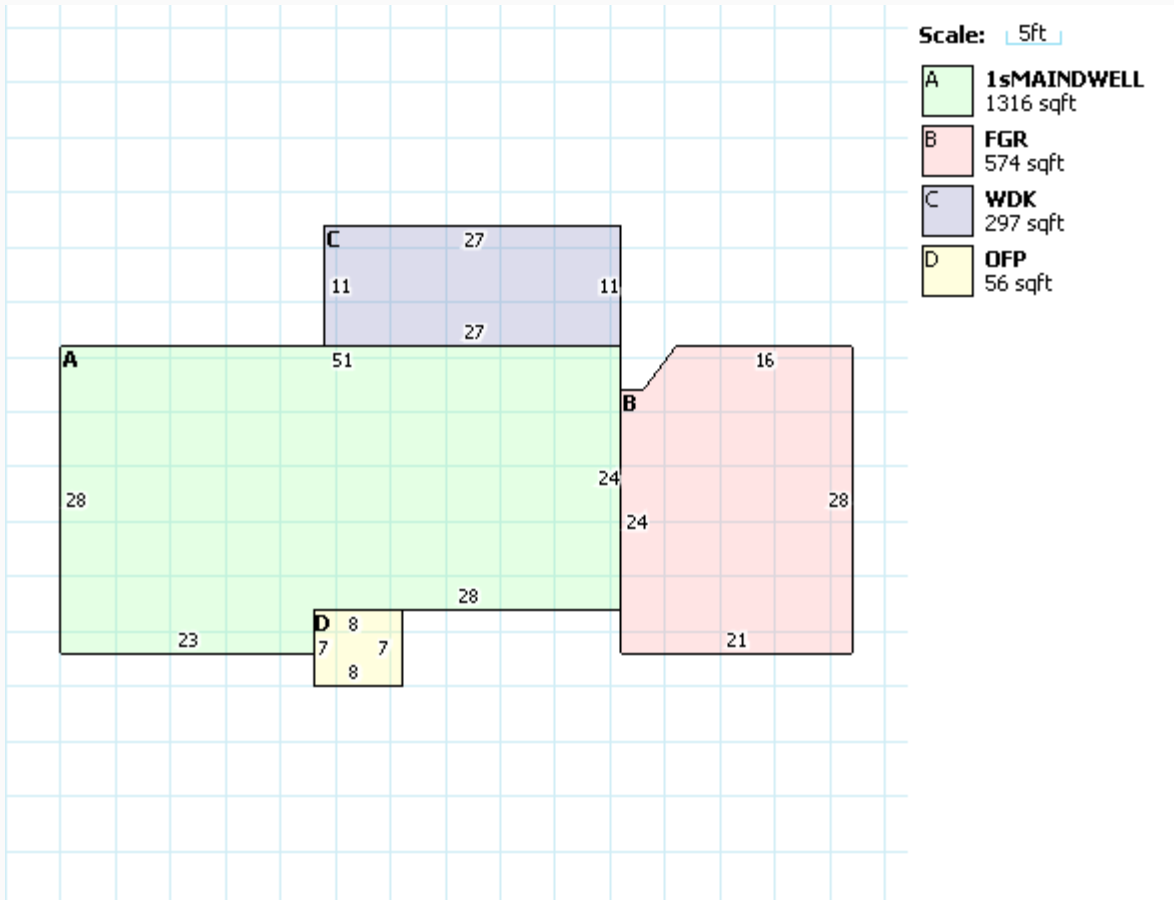 Scale: 5ft
A 1sMAINDWELL
1316 sqft
B FGR
574 sqft
C WDK
297 sqft
D OFP
56 sqft
C 27
11 11
27
A 51 16
B
24
28 28
24
28
D 8
23 21
7 7
8